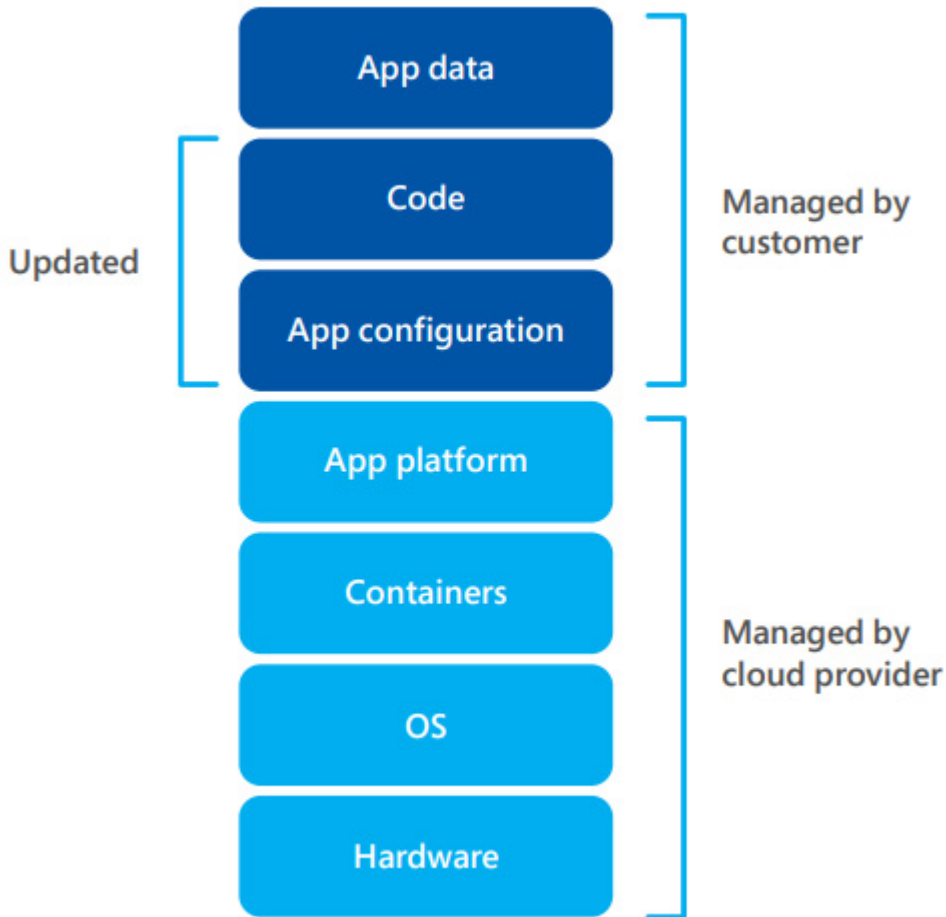 App data
Code
Updated
App configuration
Managed by
customer
App platform
Containers
OS
Hardware
Managed by
cloud provider